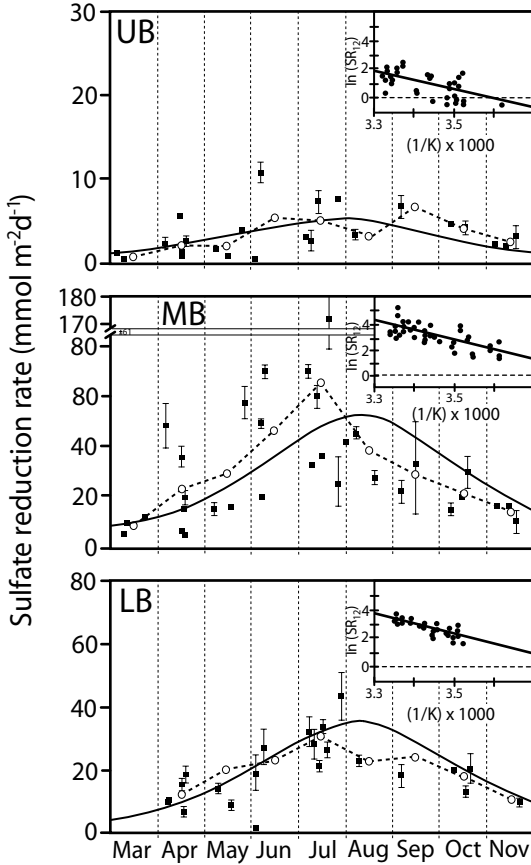 Sulfate reduction rate (mmol m⁻²d⁻¹)
UB
30
20
10
0
ln (SR₁₂)
4
2
0
3.3 3.5
(1/K) x 1000
MB
180
170
±61
80
80
40
20
0
ln (SR₁₂)
4
2
0
3.3 3.5
(1/K) x 1000
LB
80
60
40
20
0
ln (SR₁₂)
4
2
0
3.3 3.5
(1/K) x 1000
Mar Apr May Jun Jul Aug Sep Oct Nov